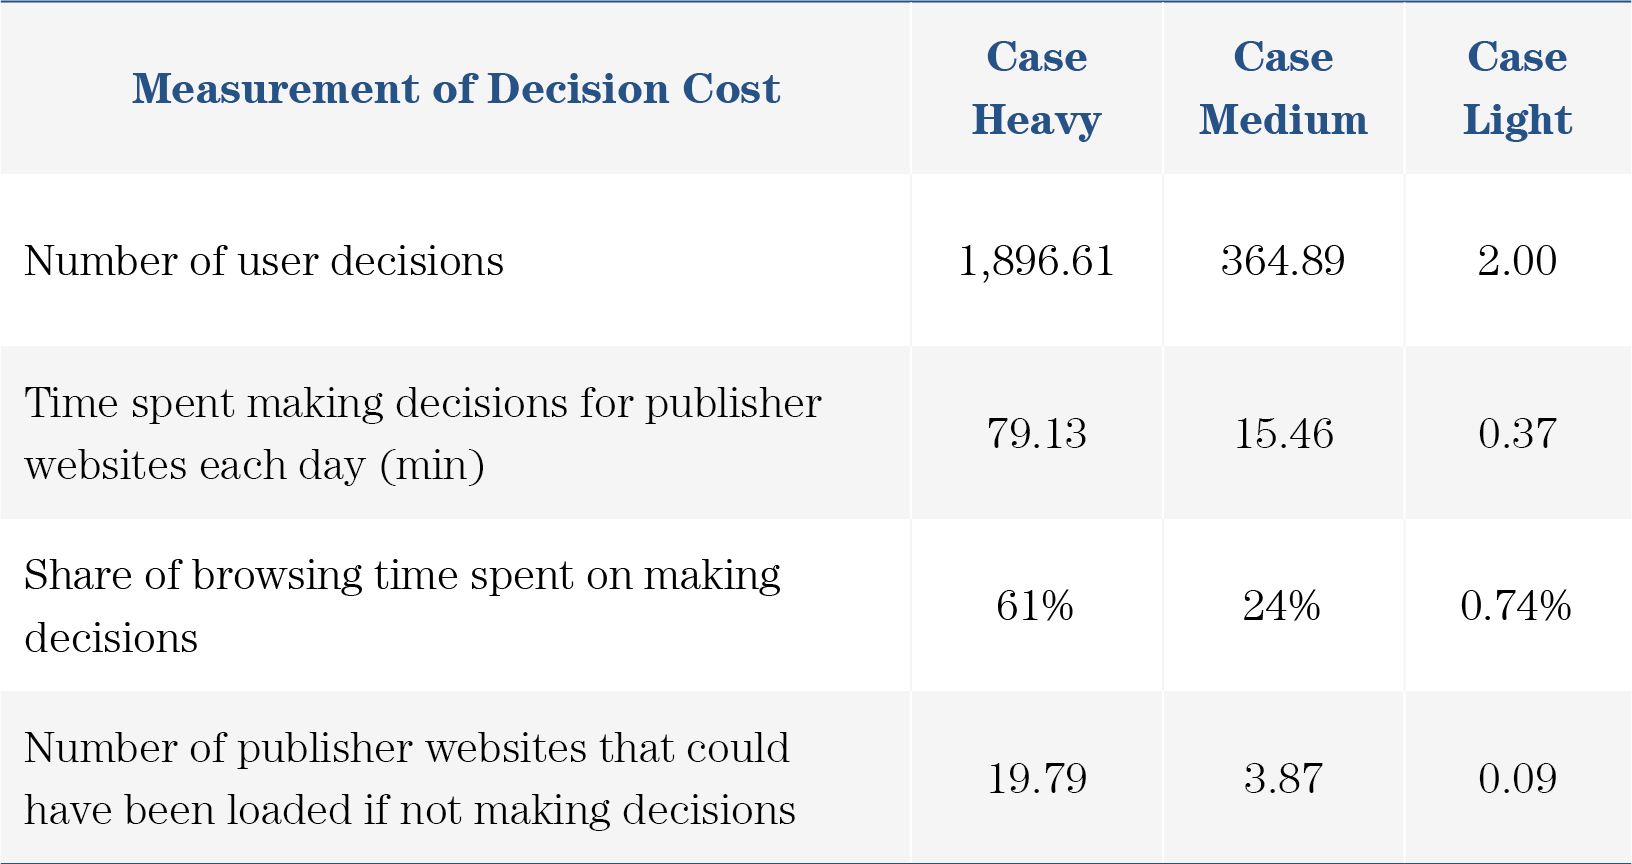 Measurement of Decision Cost
Case
Heavy
Case
Medium
Case
Light
Number of user decisions
1,896.61
364.89
2.00
Time spent making decisions for publisher
websites each day (min)
79.13
15.46
0.37
Share of browsing time spent on making
decisions
61%
24%
0.74%
Number of publisher websites that could
have been loaded if not making decisions
19.79
3.87
0.09